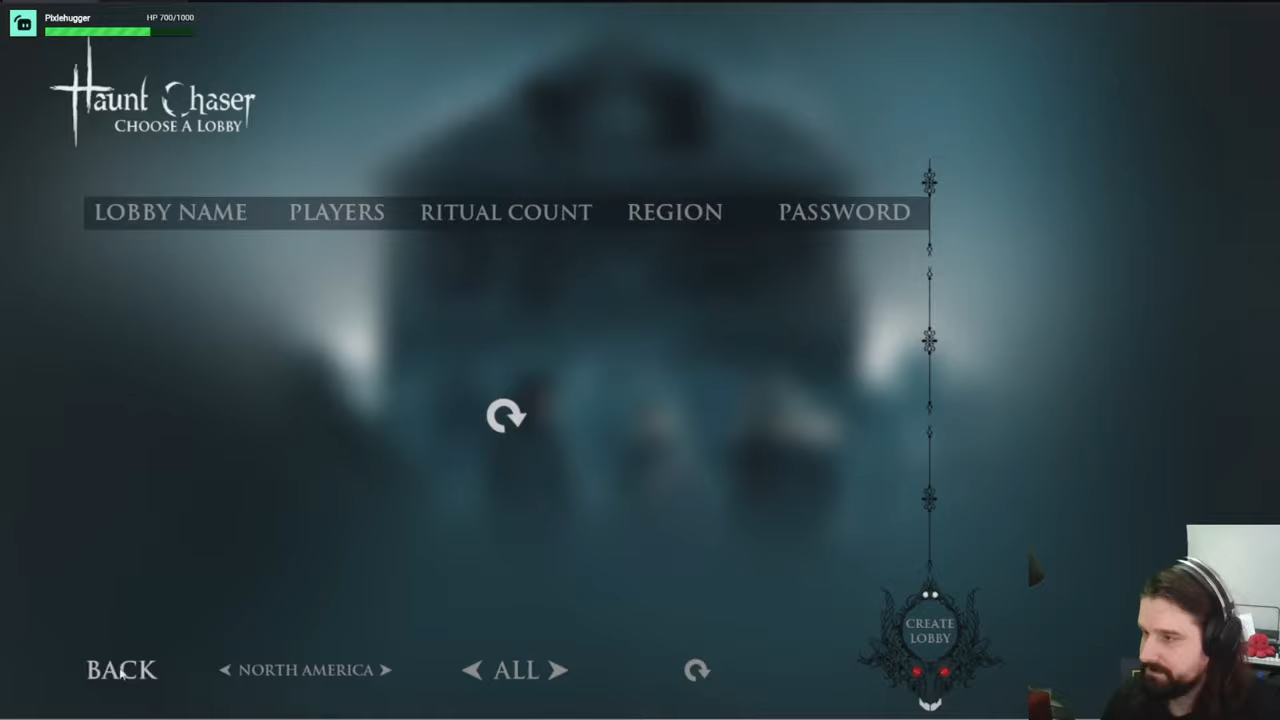 Pixlehugger HP 700/1000
Haunt Chaser
CHOOSE A LOBBY
LOBBY NAME PLAYERS RITUAL COUNT REGION PASSWORD
CREATE
LOBBY
BACK NORTH AMERICA ALL